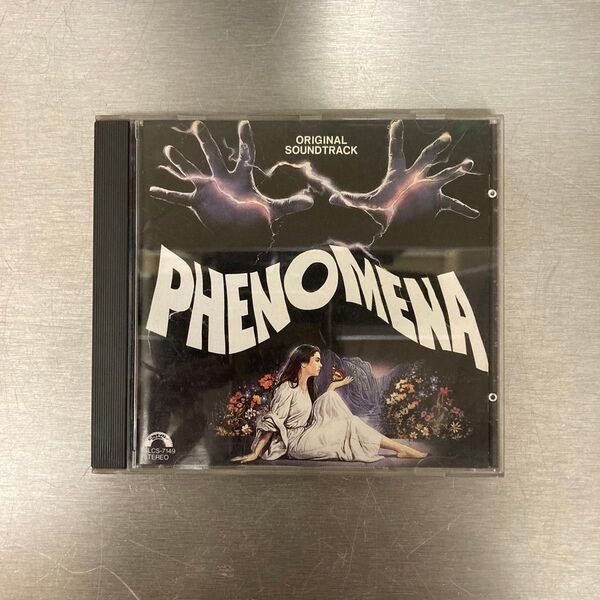 ORIGINAL
SOUNDTRACK
PHENOMENA
SLCS-7149
STEREO